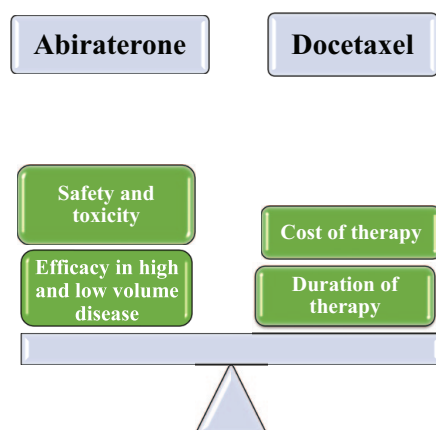 Abiraterone
Docetaxel
Safety and
toxicity
Efficacy in high
and low volume
disease
Cost of therapy
Duration of
therapy